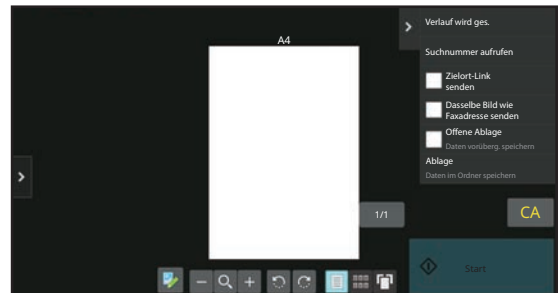 A4
1/1
Verlauf wird ges.
Suchnummer aufrufen
Zielort-Link
senden
Dasselbe Bild wie
Faxadresse senden
Offene Ablage
Daten vorüberg. speichern
Ablage
Daten im Ordner speichern
CA
Start